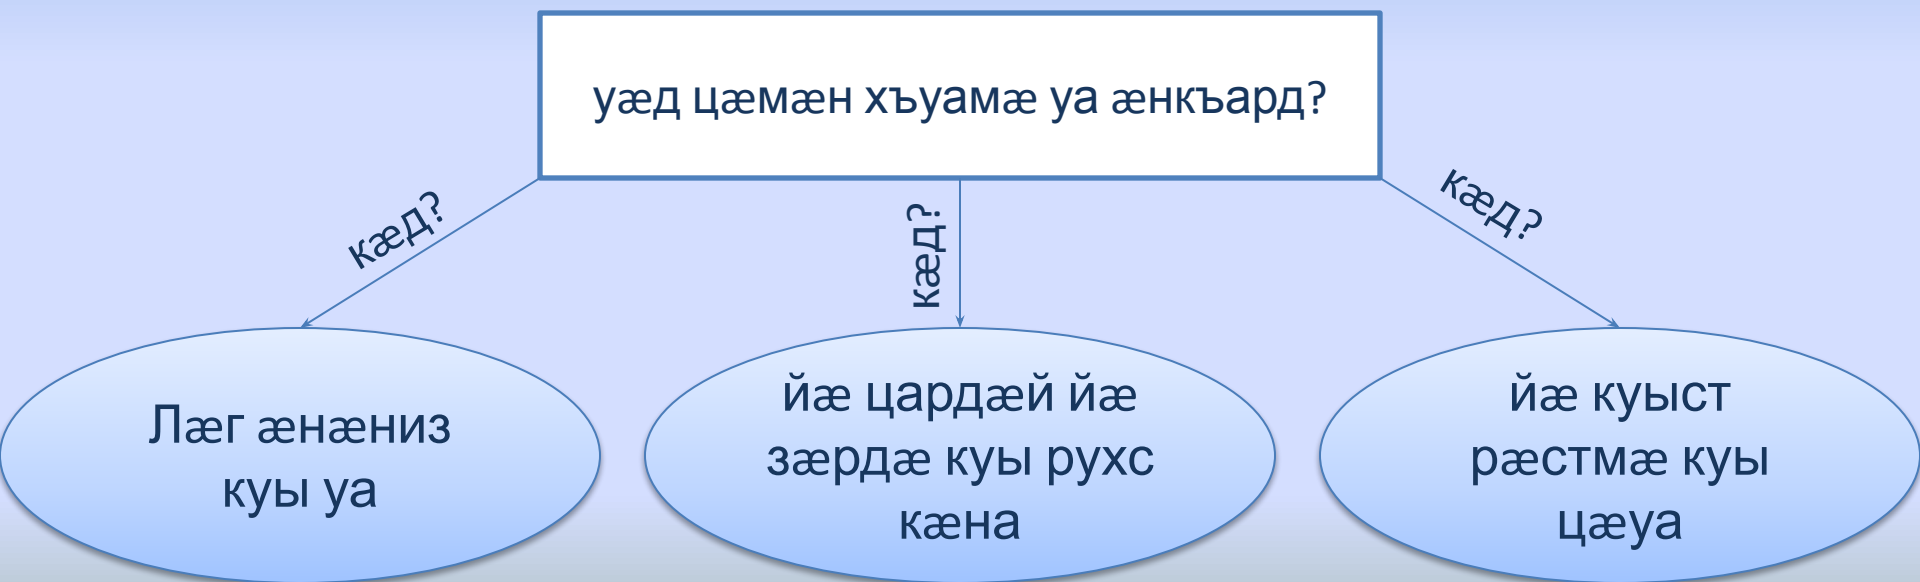 уæд цæмæн хъуамæ уа æнкъард?
кæд?
кæд?
кæд?
Лæг æнæниз
куы уа
йæ цардæй йæ
зæрдæ куы рухс
кæна
йæ куыст
рæстмæ куы
цæуа